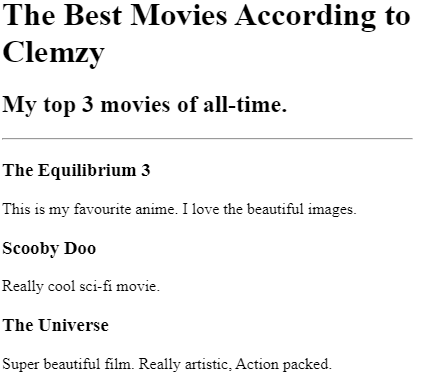 The Best Movies According to
Clemzy
My top 3 movies of all-time.
The Equilibrium 3
This is my favourite anime. I love the beautiful images.
Scooby Doo
Really cool sci-fi movie.
The Universe
Super beautiful film. Really artistic, Action packed.